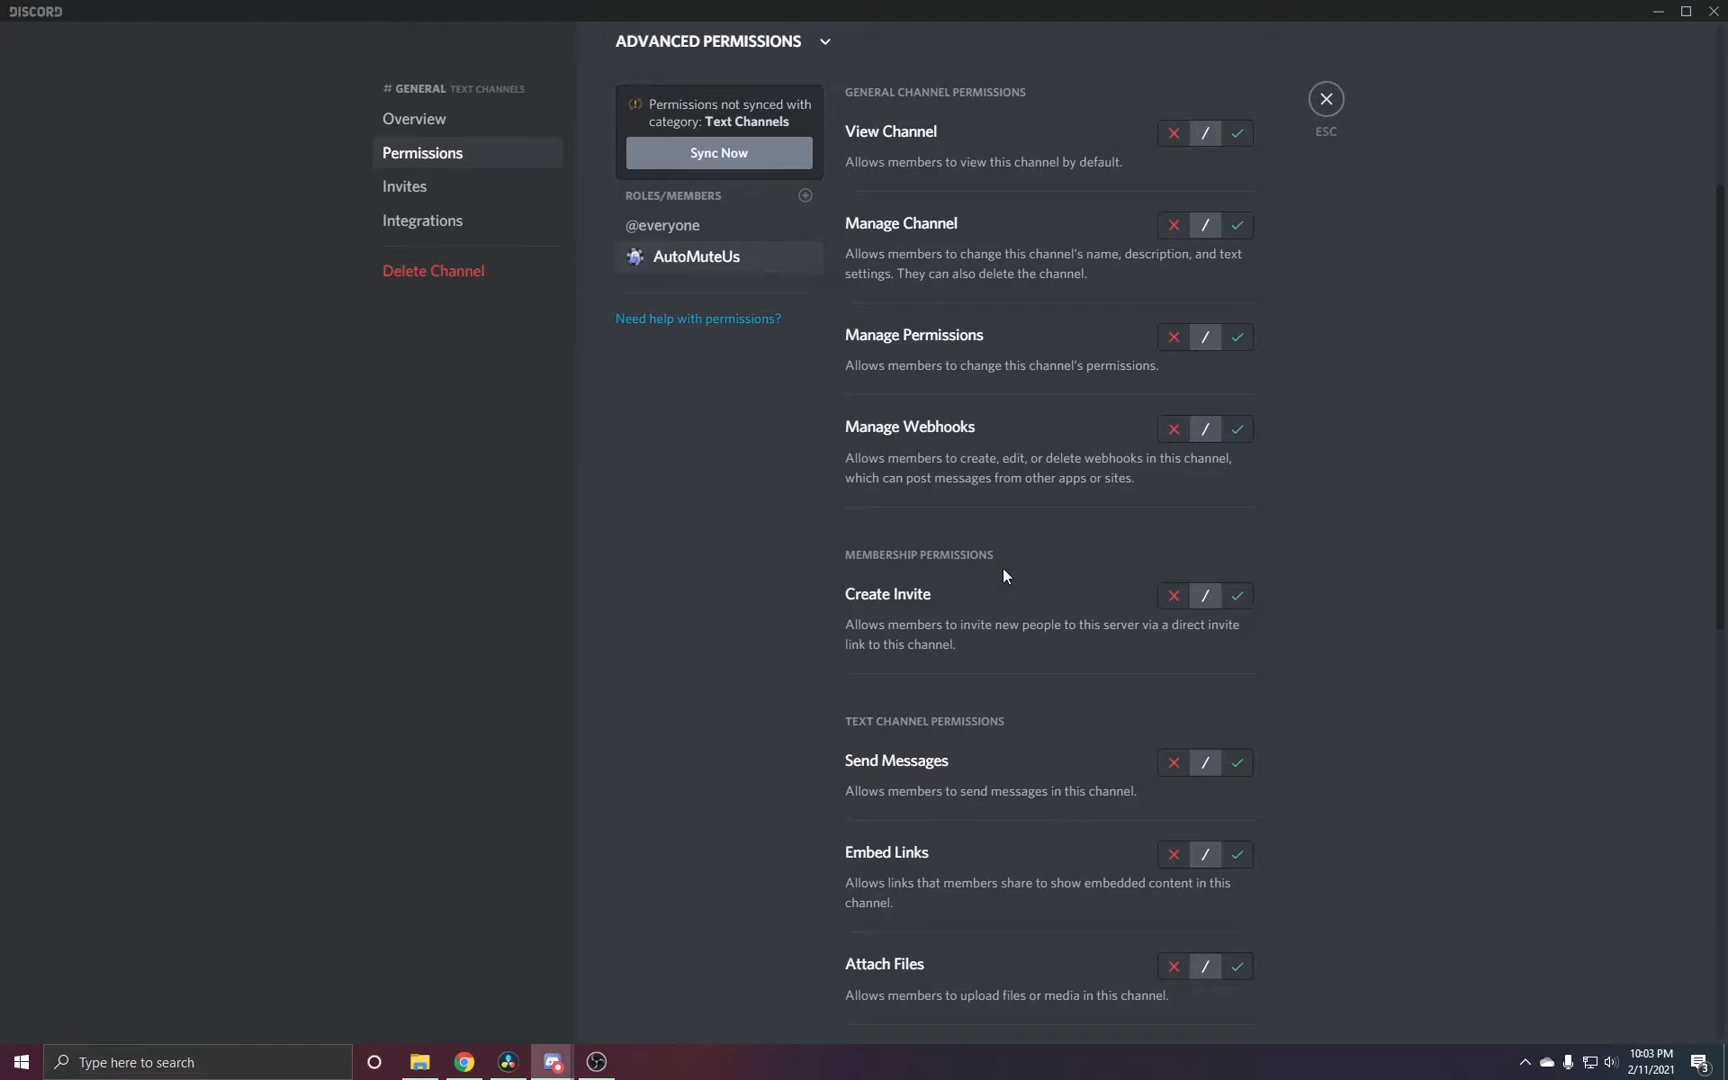 DISCORD
ADVANCED PERMISSIONS
# GENERAL TEXT CHANNELS
Overview
Permissions
Invites
Integrations
Delete Channel
Permissions not synced with
category: Text Channels
Sync Now
ROLES/MEMBERS
@everyone
AutoMuteUs
Need help with permissions?
GENERAL CHANNEL PERMISSIONS
View Channel
Allows members to view this channel by default.
Manage Channel
Allows members to change this channel's name, description, and text
settings. They can also delete the channel.
Manage Permissions
Allows members to change this channel's permissions.
Manage Webhooks
Allows members to create, edit, or delete webhooks in this channel,
which can post messages from other apps or sites.
MEMBERSHIP PERMISSIONS
Create Invite
Allows members to invite new people to this server via a direct invite
link to this channel.
TEXT CHANNEL PERMISSIONS
Send Messages
Allows members to send messages in this channel.
Embed Links
Allows links that members share to show embedded content in this
channel.
Attach Files
Allows members to upload files or media in this channel.
ESC
Type here to search
10:03 PM
2/11/2021
3